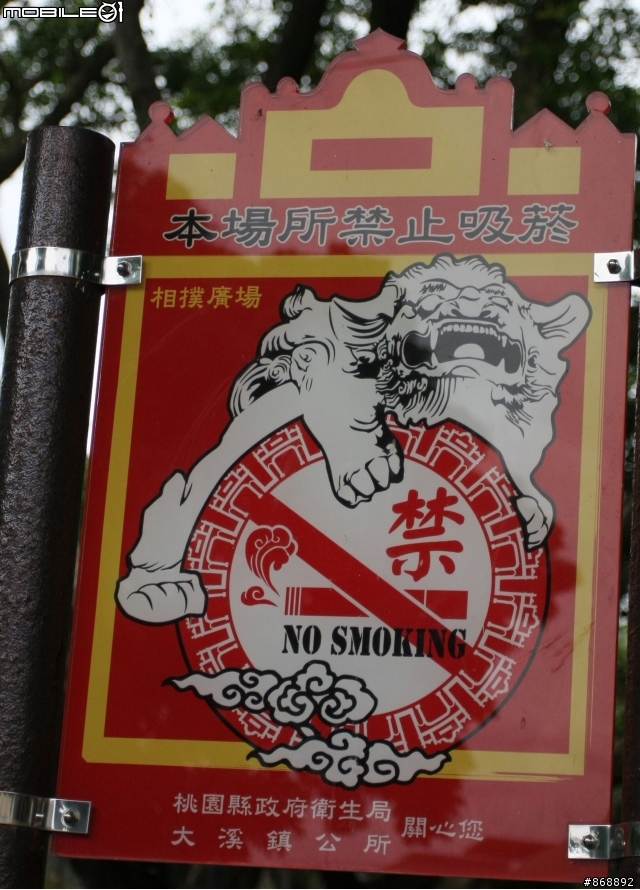 mobile01
本場所禁止吸菸
相撲廣場
禁
NO SMOKING
桃園縣政府衛生局
大溪鎮公所
關心您
#868892